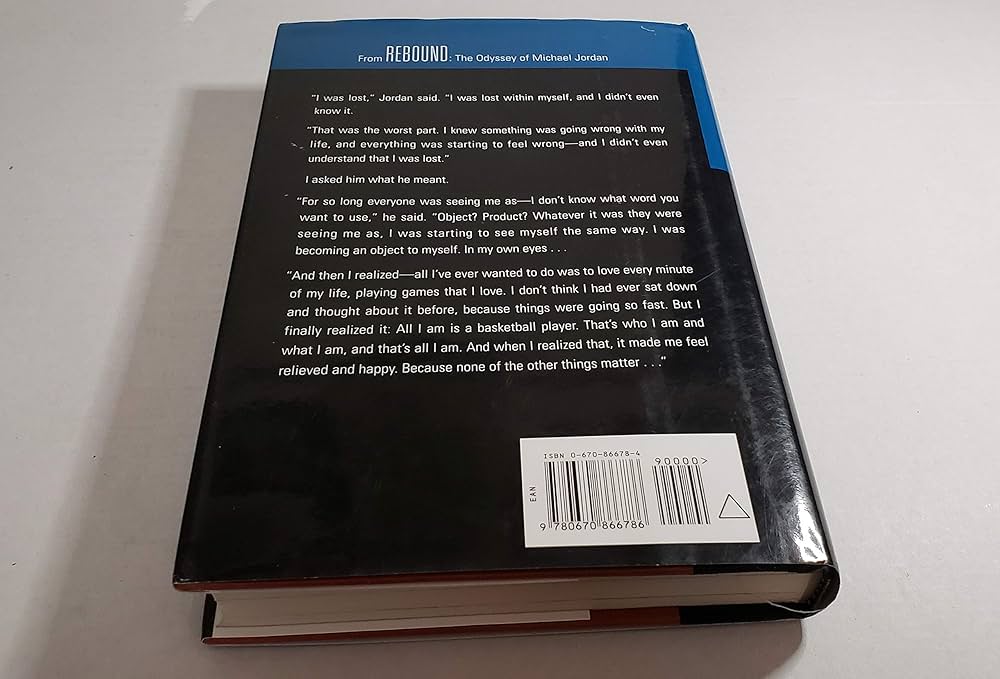 From REBOUND: The Odyssey of Michael Jordan
"I was lost," Jordan said. "I was lost within myself, and I didn't even
know it.
"That was the worst part. I knew something was going wrong with my
life, and everything was starting to feel wrong—and I didn't even
understand that I was lost."
I asked him what he meant.
"For so long everyone was seeing me as—I don't know what word you
want to use," he said. "Object? Product? Whatever it was they were
seeing me as, I was starting to see myself the same way. I was
becoming an object to myself. In my own eyes . . .
"And then I realized—all I've ever wanted to do was to love every minute
of my life, playing games that I love. I don't think I had ever sat down
and thought about it before, because things were going so fast. But I
finally realized it: All I am is a basketball player. That's who I am and
what I am, and that's all I am. And when I realized that, it made me feel
relieved and happy. Because none of the other things matter . . ."
ISBN 0-670-86678-4
90000>
EAN
9 780670 866786